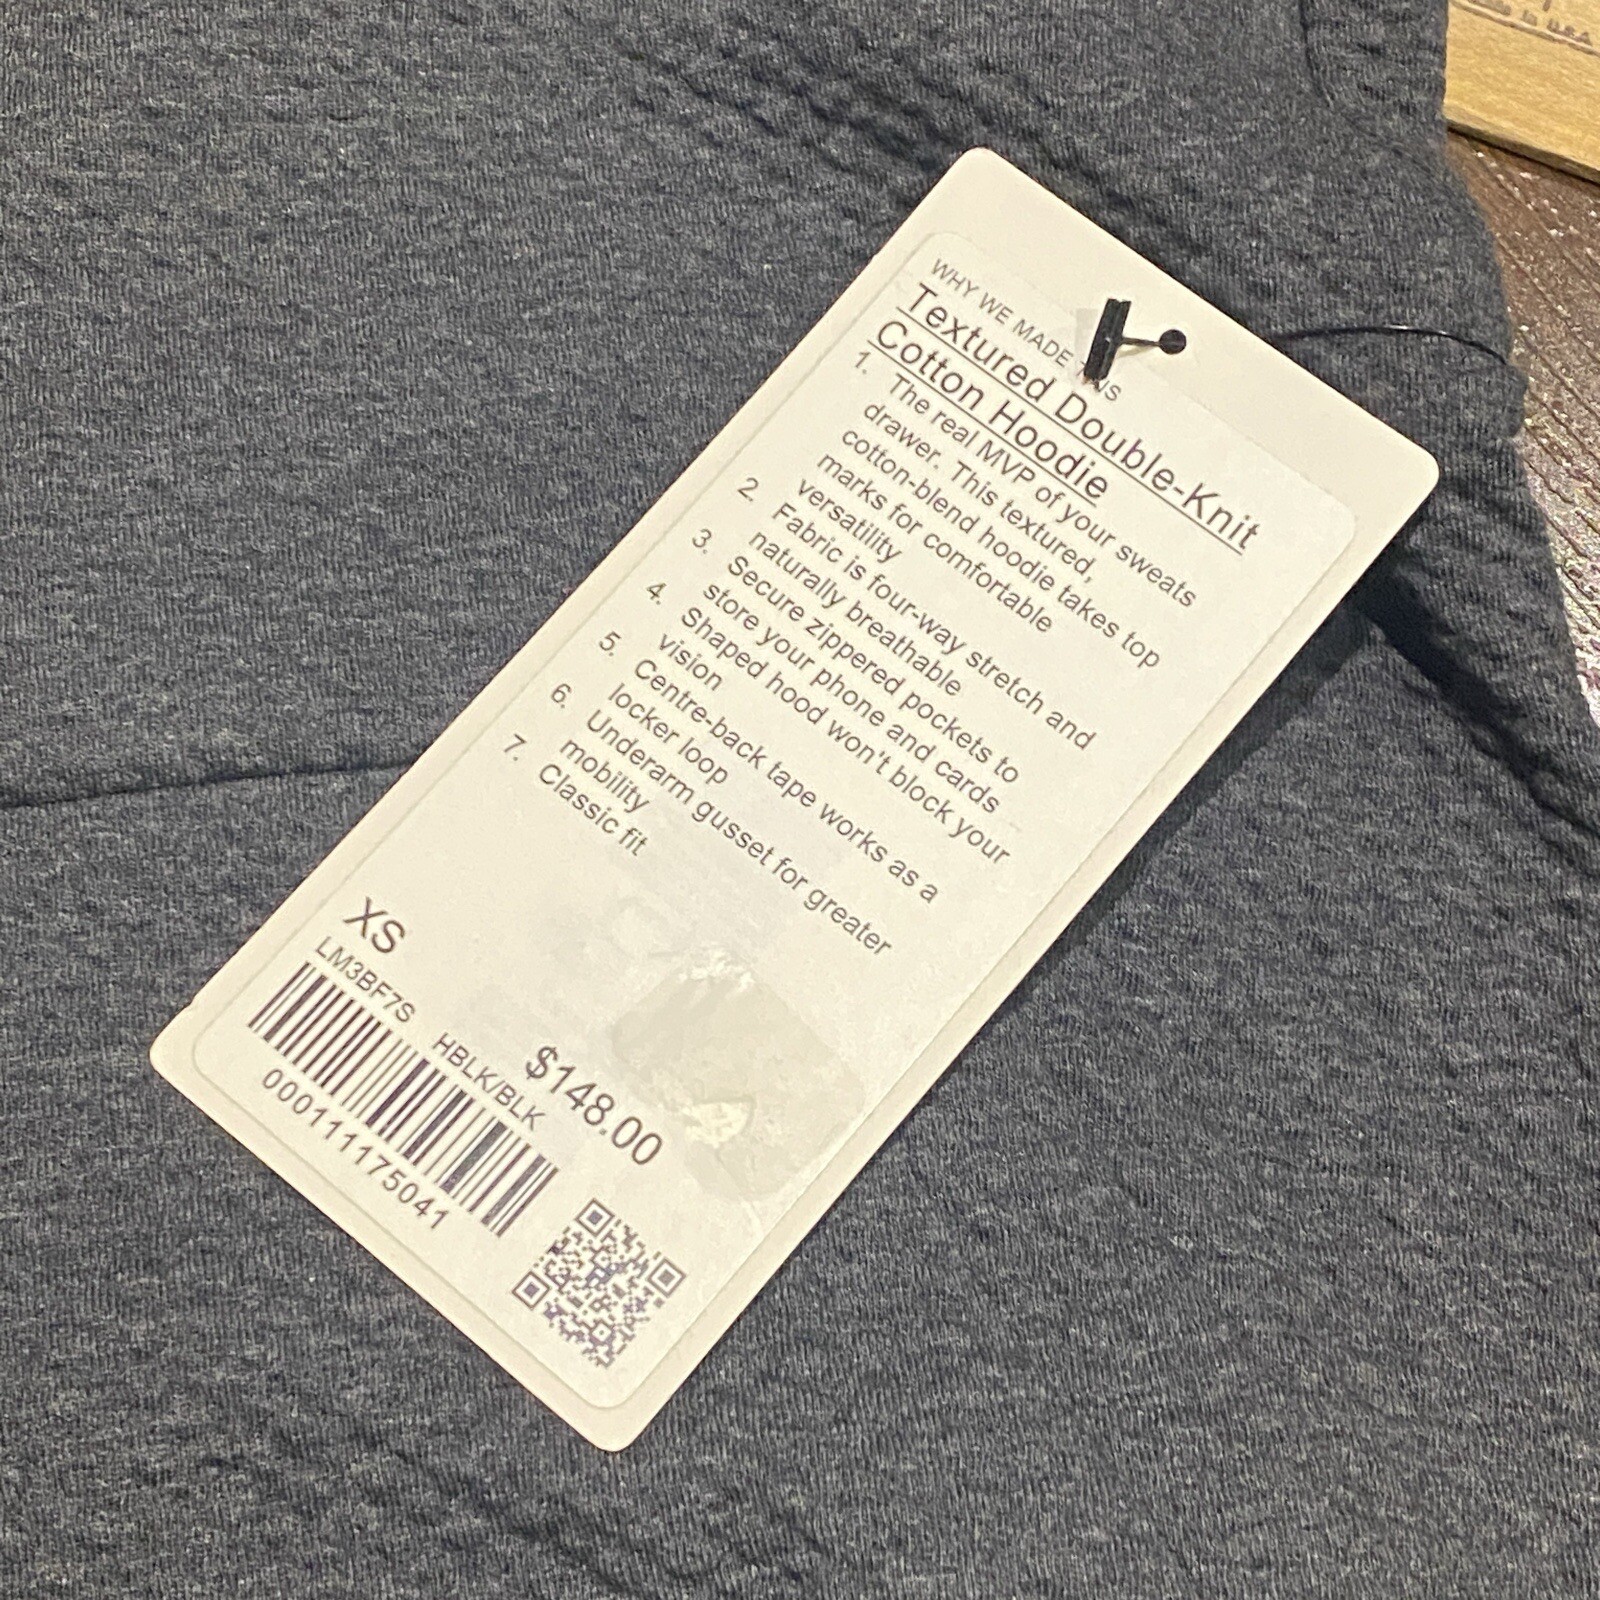 WHY WE MADE THIS
Textured Double-Knit
Cotton Hoodie
1. The real MVP of your sweats
drawer. This textured,
cotton-blend hoodie takes top
marks for comfortable
versatility
2. Fabric is four-way stretch and
naturally breathable
3. Secure zippered pockets to
store your phone and cards
4. Shaped hood won't block your
vision
5. Centre-back tape works as a
locker loop
6. Underarm gusset for greater
mobility
7. Classic fit
XS
$148.00
LM3BF7S HBLK/BLK
000111175041
IN U.S.A.